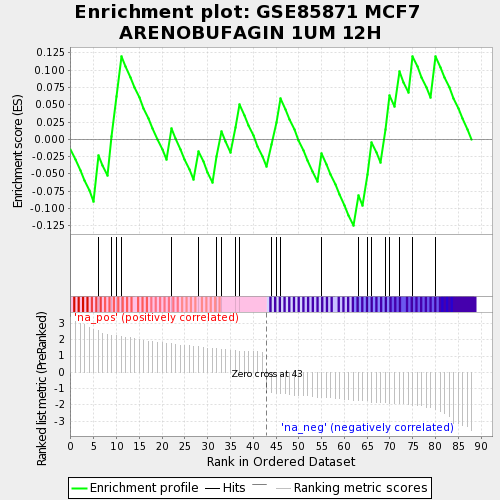 Enrichment plot: GSE85871 MCF7
ARENOBUFAGIN 1UM 12H
Enrichment score (ES)
0.125
0.100
0.075
0.050
0.025
0.000
-0.025
-0.050
-0.075
-0.100
-0.125
'na_pos' (positively correlated)
Ranked list metric (PreRanked)
3
2
1
0
-1
-2
-3
Zero cross at 43
'na_neg' (negatively correlated)
0 5 10 15 20 25 30 35 40 45 50 55 60 65 70 75 80 85 90
Rank in Ordered Dataset
Enrichment profile Hits Ranking metric scores